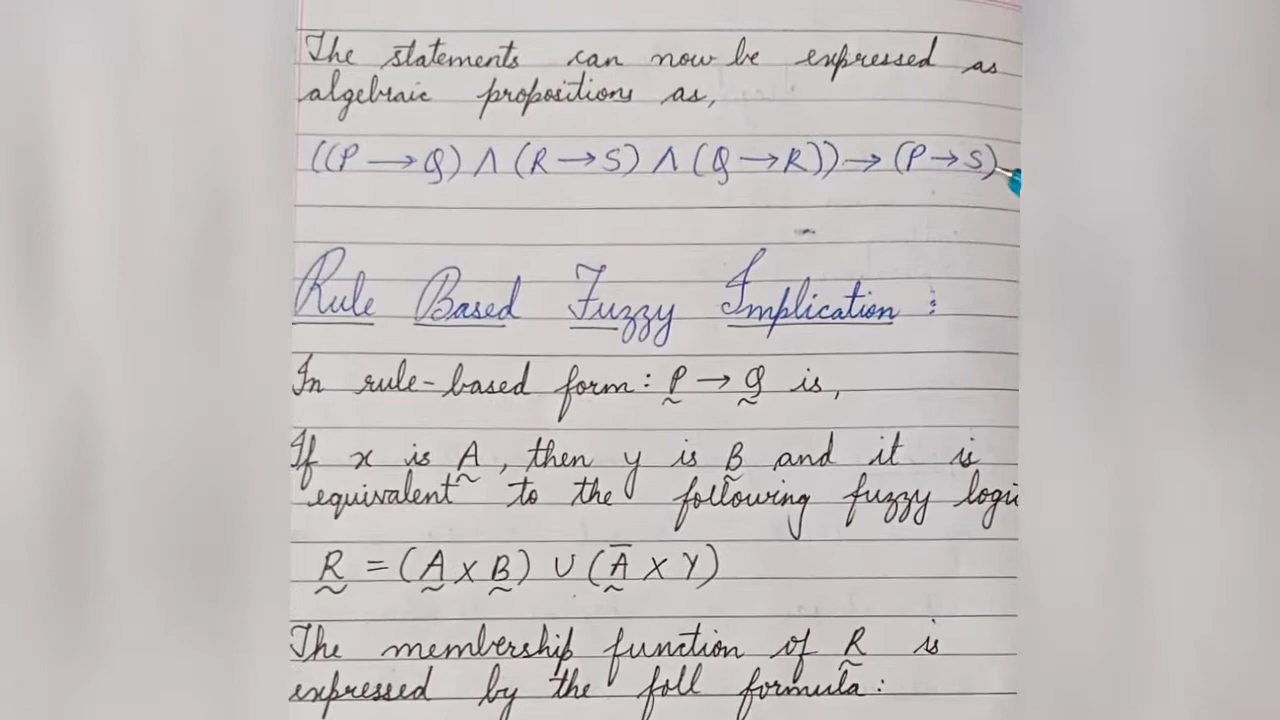 The statements can now be expressed as
algebraic propositions as,
((P → Q) ∧ (R → S) ∧ (Q → R)) → (P → S)
Rule Based Fuzzy Implication :
In rule-based form : P̰ → Q̰ is,
If x is A̰, then y is B̰ and it is
equivalent to the following fuzzy logi
R̰ = (A̰ × B̰) ∪ (Ā̰ × Y)
The membership function of R̰ is
expressed by the foll formula :